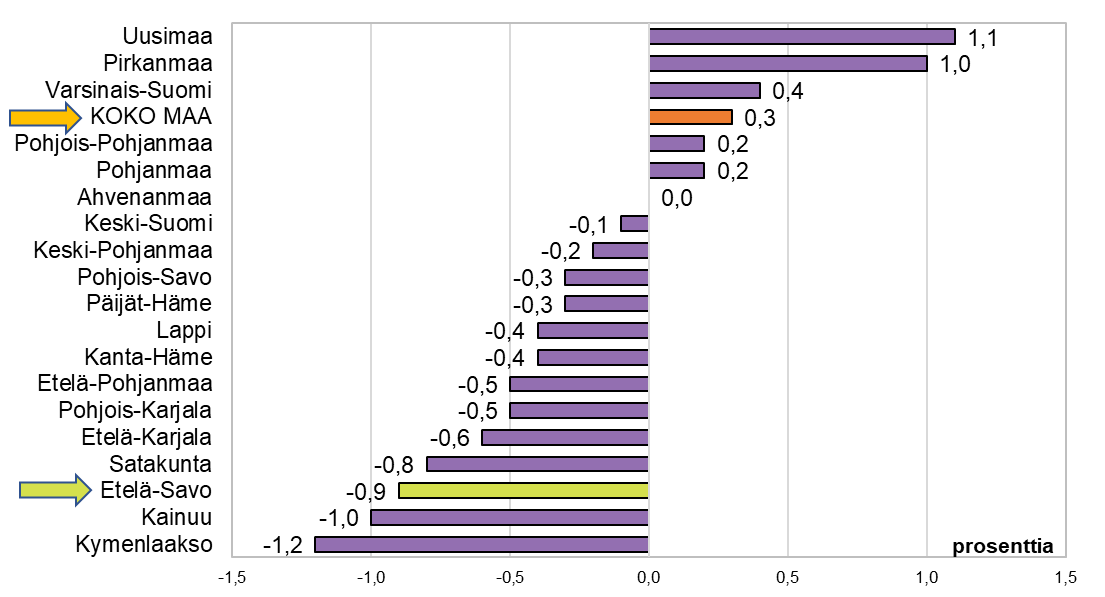 Uusimaa 1,1
Pirkanmaa 1,0
Varsinais-Suomi 0,4
KOKO MAA 0,3
Pohjois-Pohjanmaa 0,2
Pohjanmaa 0,2
Ahvenanmaa 0,0
Keski-Suomi -0,1
Keski-Pohjanmaa -0,2
Pohjois-Savo -0,3
Päijät-Häme -0,3
Lappi -0,4
Kanta-Häme -0,4
Etelä-Pohjanmaa -0,5
Pohjois-Karjala -0,5
Etelä-Karjala -0,6
Satakunta -0,8
Etelä-Savo -0,9
Kainuu -1,0
Kymenlaakso -1,2
prosenttia
-1,5 -1,0 -0,5 0,0 0,5 1,0 1,5